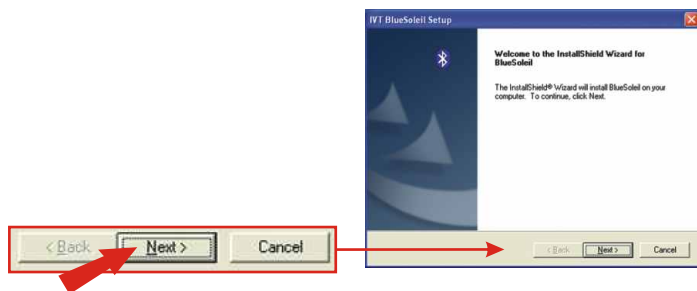 IVT BlueSoleil Setup
Welcome to the InstallShield Wizard for
BlueSoleil
The InstallShield® Wizard will install BlueSoleil on your
computer. To continue, click Next.
< Back
Next >
Cancel
< Back
Next >
Cancel